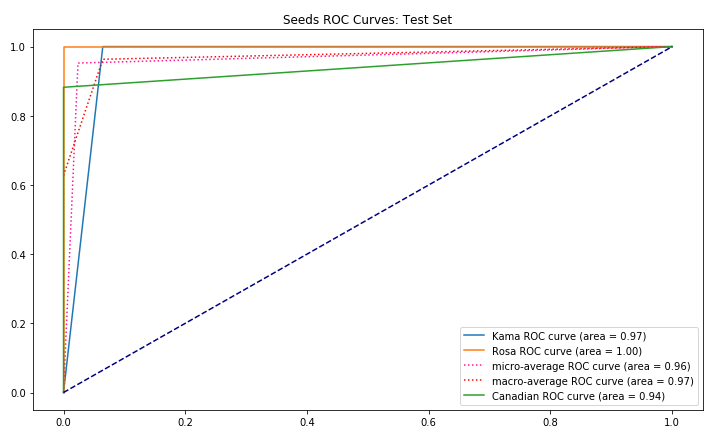 Seeds ROC Curves: Test Set
1.0
0.8
0.6
0.4
0.2
0.0
Kama ROC curve (area = 0.97)
Rosa ROC curve (area = 1.00)
micro-average ROC curve (area = 0.96)
macro-average ROC curve (area = 0.97)
Canadian ROC curve (area = 0.94)
0.0 0.2 0.4 0.6 0.8 1.0